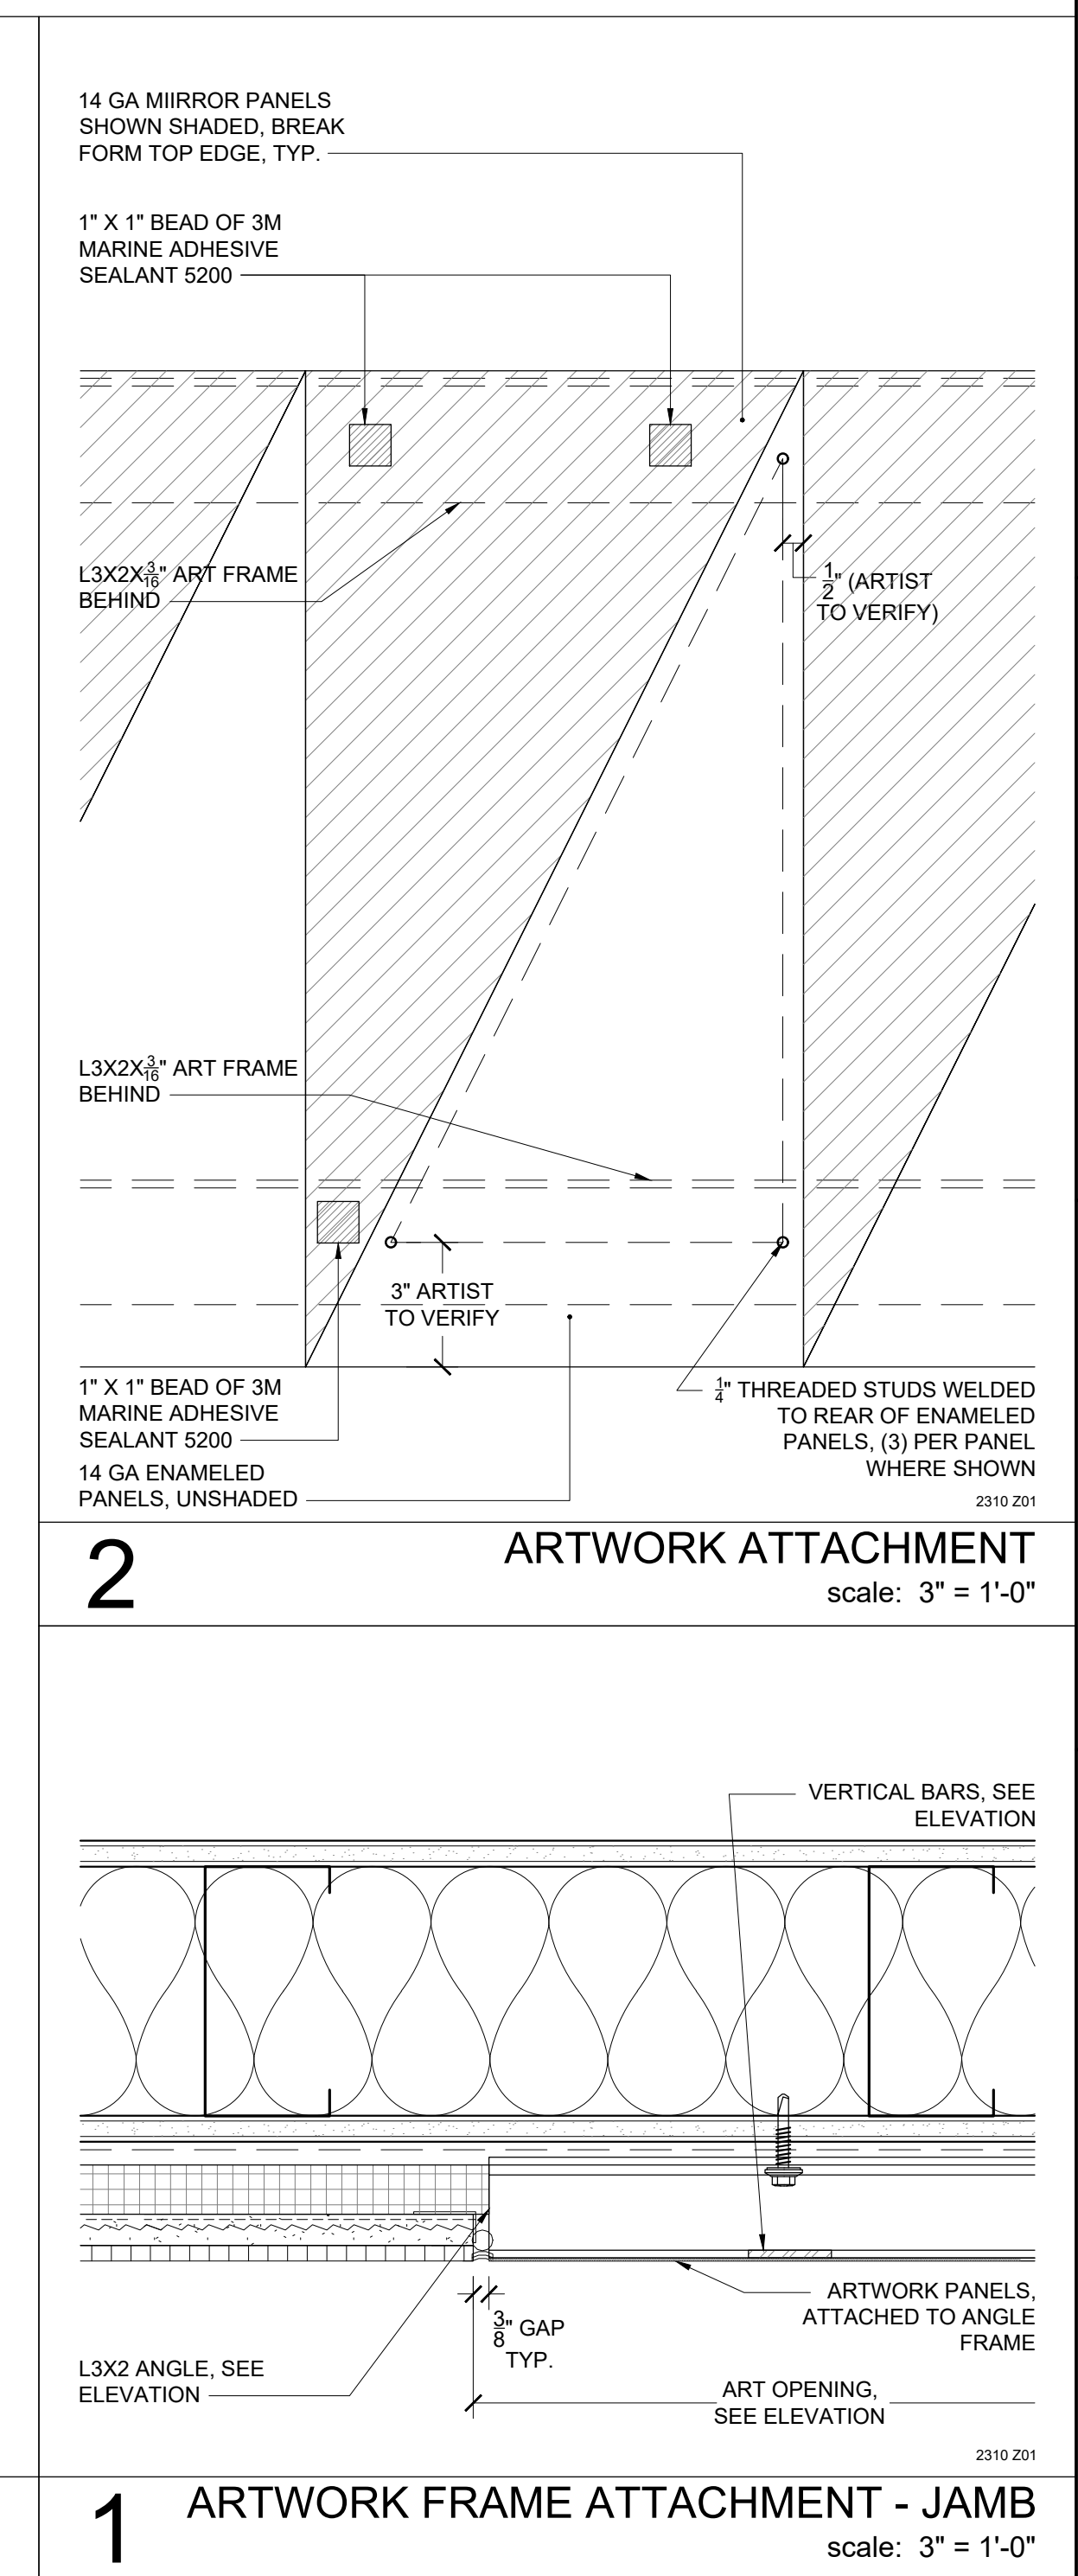 14 GA MIIRROR PANELS
SHOWN SHADED, BREAK
FORM TOP EDGE, TYP.
1" X 1" BEAD OF 3M
MARINE ADHESIVE
SEALANT 5200
L3X2X3/16" ART FRAME
BEHIND
1/2" (ARTIST
TO VERIFY)
L3X2X3/16" ART FRAME
BEHIND
3" ARTIST
TO VERIFY
1" X 1" BEAD OF 3M
MARINE ADHESIVE
SEALANT 5200
14 GA ENAMELED
PANELS, UNSHADED
1/4" THREADED STUDS WELDED
TO REAR OF ENAMELED
PANELS, (3) PER PANEL
WHERE SHOWN
2310 Z01
2
ARTWORK ATTACHMENT
scale: 3" = 1'-0"
VERTICAL BARS, SEE
ELEVATION
3/8" GAP
TYP.
ARTWORK PANELS,
ATTACHED TO ANGLE
FRAME
L3X2 ANGLE, SEE
ELEVATION
ART OPENING,
SEE ELEVATION
2310 Z01
1
ARTWORK FRAME ATTACHMENT - JAMB
scale: 3" = 1'-0"